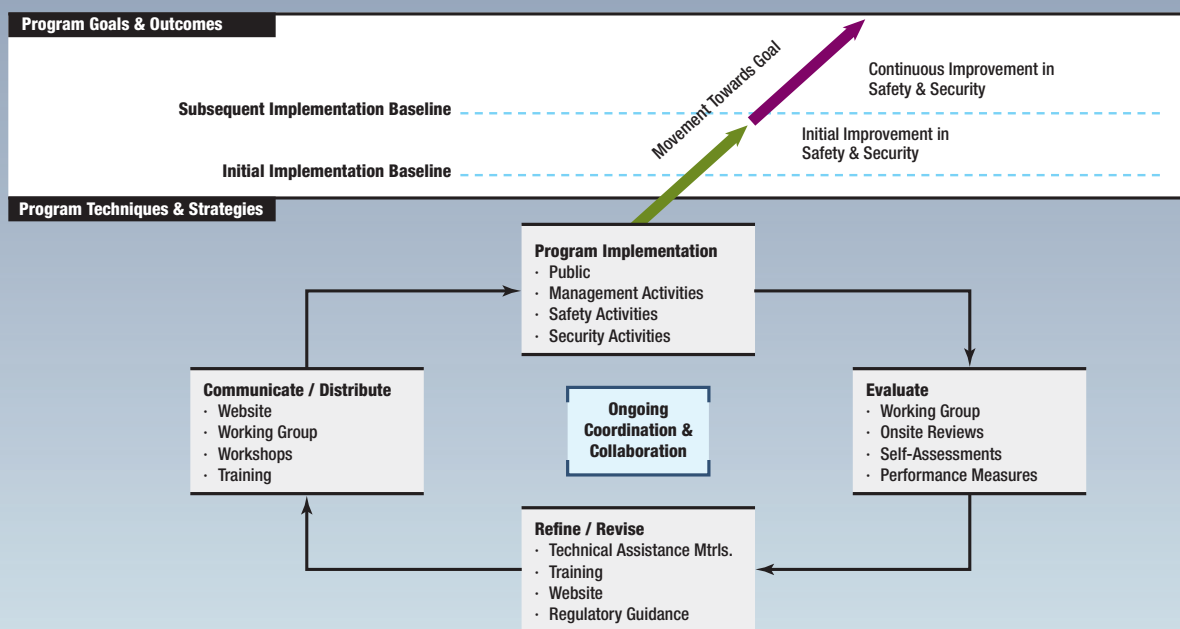 Program Goals & Outcomes
Movement Towards Goal
Continuous Improvement in
Safety & Security
Subsequent Implementation Baseline
Initial Improvement in
Safety & Security
Initial Implementation Baseline
Program Techniques & Strategies
Program Implementation
· Public
· Management Activities
· Safety Activities
· Security Activities
Communicate / Distribute
· Website
· Working Group
· Workshops
· Training
Ongoing
Coordination &
Collaboration
Evaluate
· Working Group
· Onsite Reviews
· Self-Assessments
· Performance Measures
Refine / Revise
· Technical Assistance Mtrls.
· Training
· Website
· Regulatory Guidance